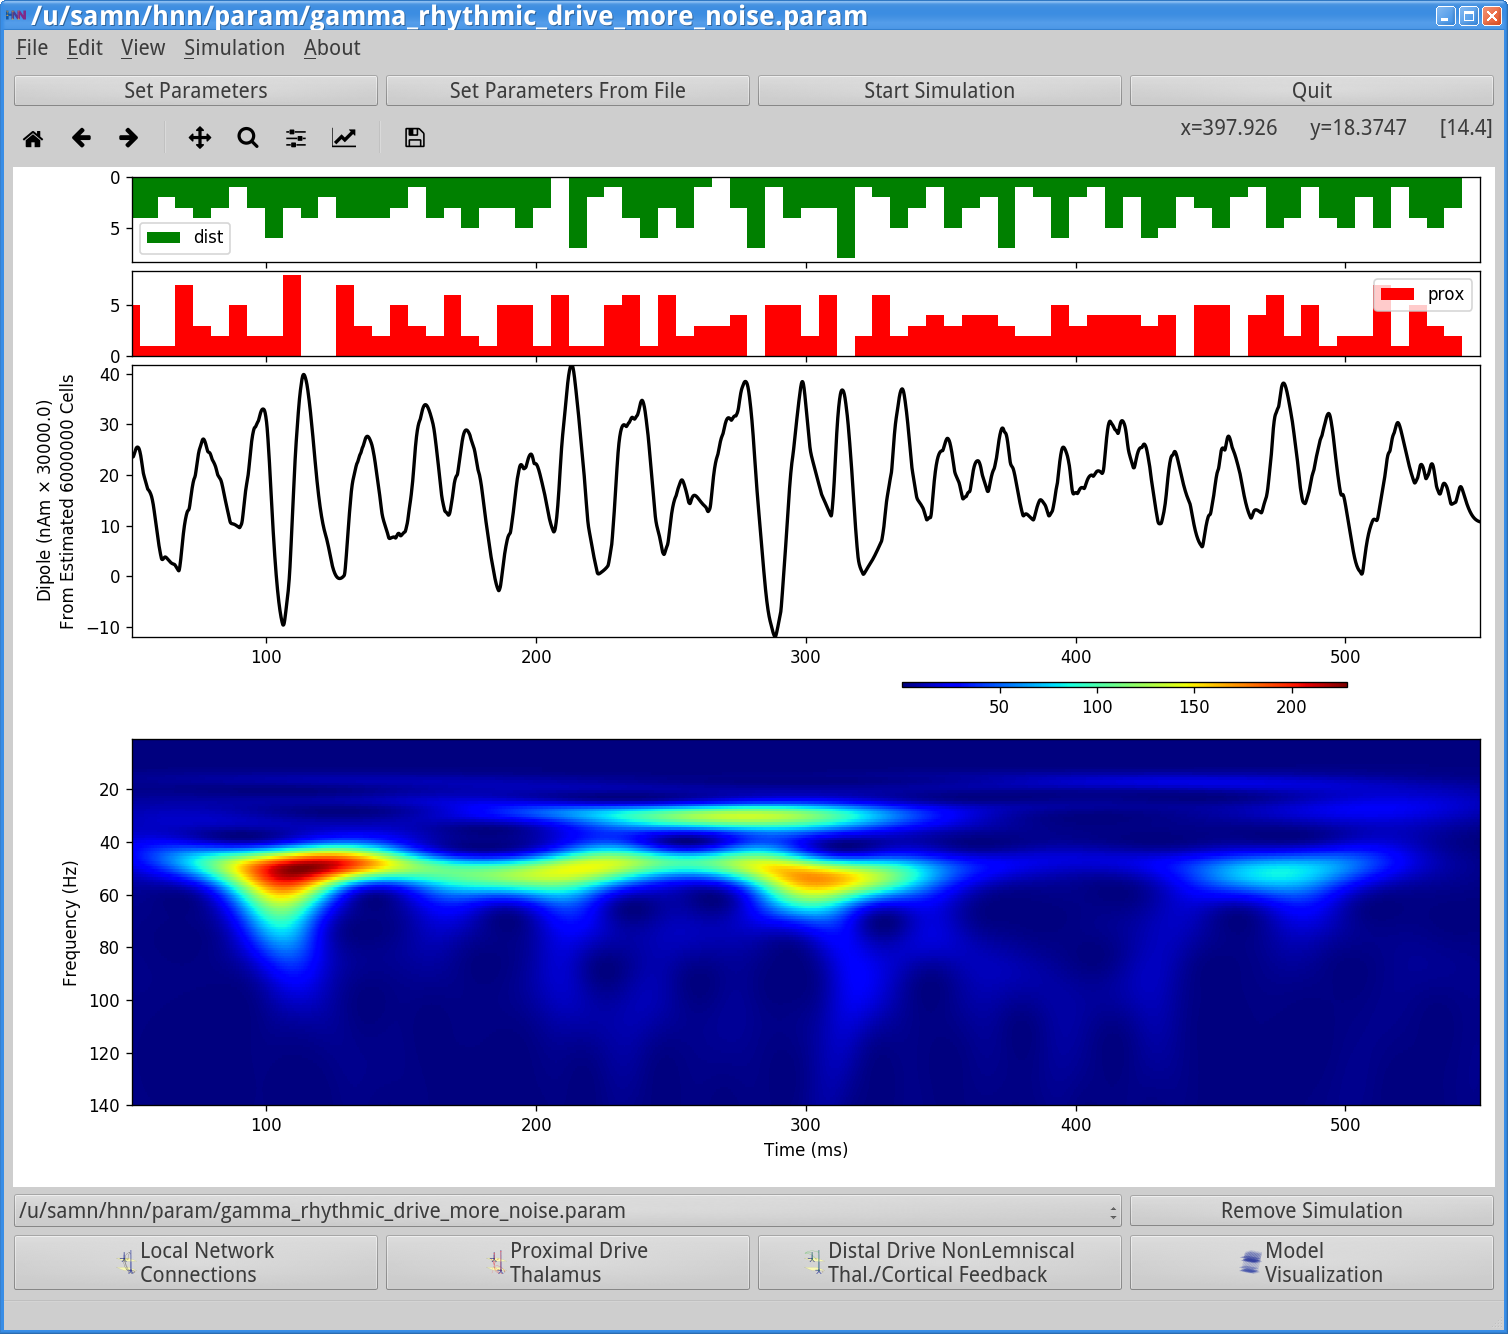 HNN /u/samn/hnn/param/gamma_rhythmic_drive_more_noise.param
File Edit View Simulation About
Set Parameters Set Parameters From File Start Simulation Quit
x=397.926 y=18.3747 [14.4]
0
5
dist
5
0
prox
40
30
20
10
0
−10
Dipole (nAm × 30000.0)
From Estimated 6000000 Cells
100 200 300 400 500
50 100 150 200
20
40
60
80
100
120
140
Frequency (Hz)
100 200 300 400 500
Time (ms)
/u/samn/hnn/param/gamma_rhythmic_drive_more_noise.param Remove Simulation
Local Network
Connections
Proximal Drive
Thalamus
Distal Drive NonLemniscal
Thal./Cortical Feedback
Model
Visualization